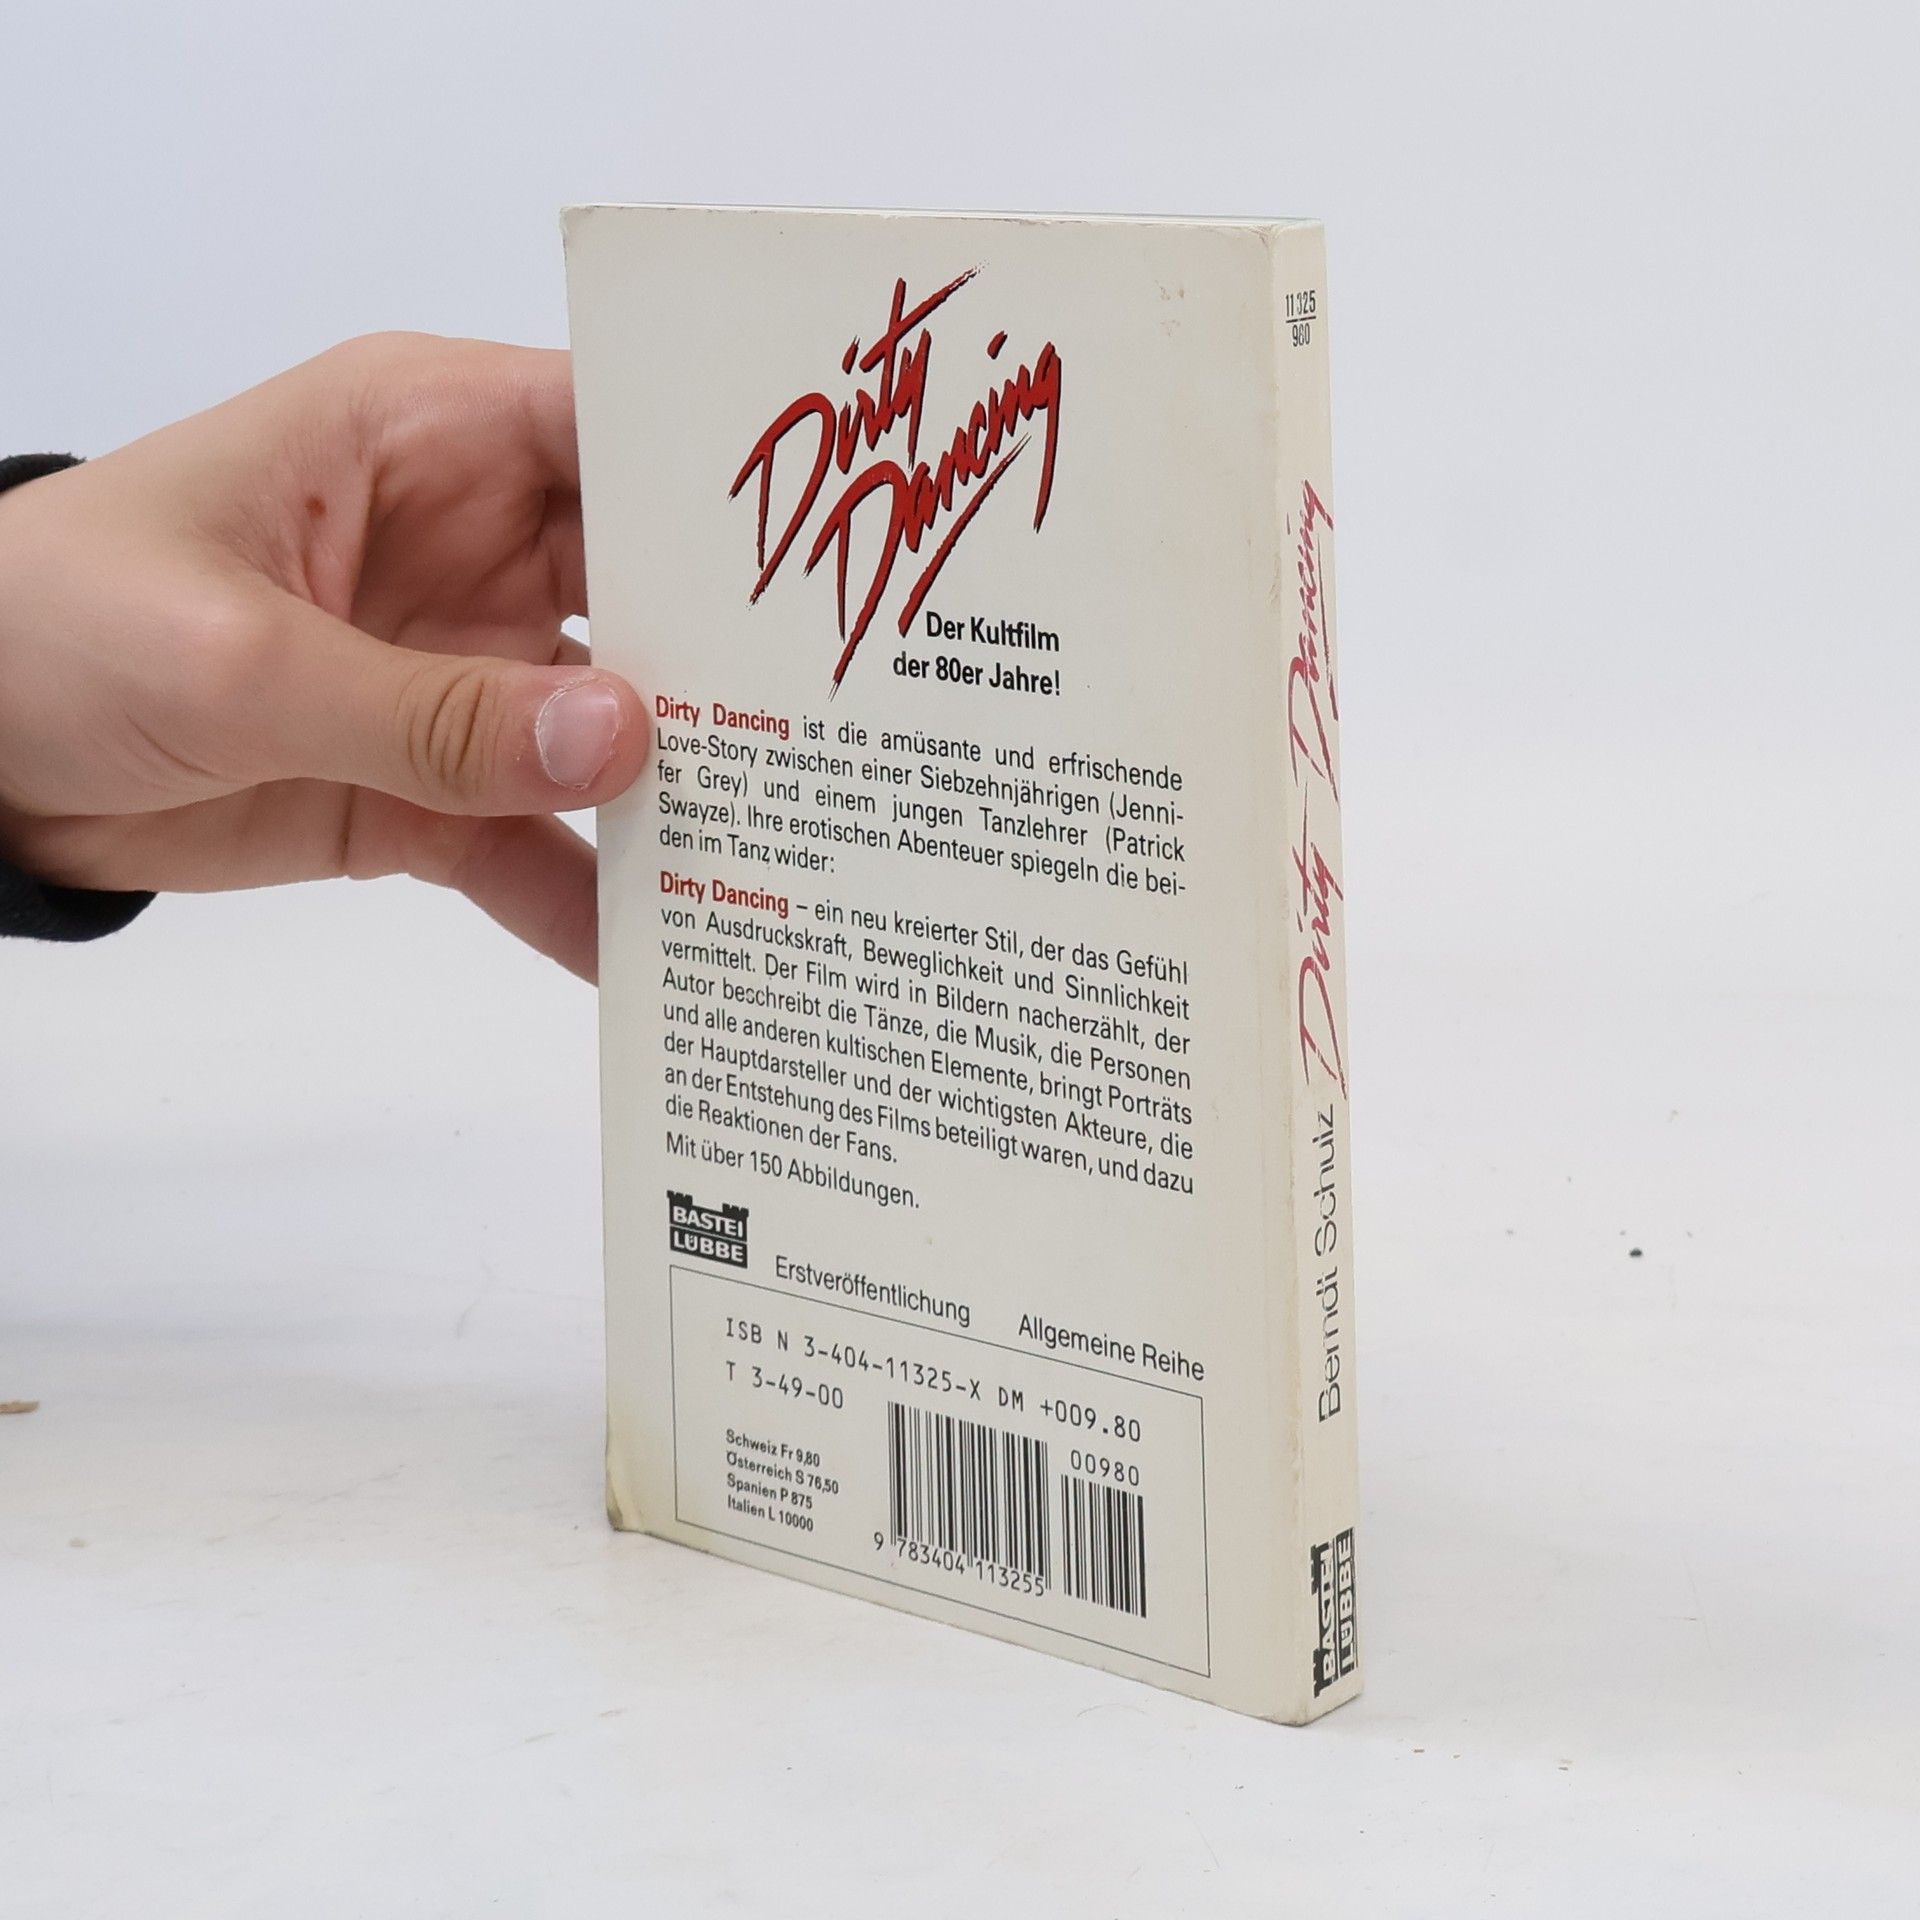 Dirty
Dancing
Der Kultfilm
der 80er Jahre!
Dirty Dancing ist die amüsante und erfrischende
Love-Story zwischen einer Siebzehnjährigen (Jenni-
fer Grey) und einem jungen Tanzlehrer (Patrick
Swayze). Ihre erotischen Abenteuer spiegeln die bei-
den im Tanz wider:
Dirty Dancing – ein neu kreierter Stil, der das Gefühl
von Ausdruckskraft, Beweglichkeit und Sinnlichkeit
vermittelt. Der Film wird in Bildern nacherzählt, der
Autor beschreibt die Tänze, die Musik, die Personen
und alle anderen kultischen Elemente, bringt Porträts
der Hauptdarsteller und der wichtigsten Akteure, die
an der Entstehung des Films beteiligt waren, und dazu
die Reaktionen der Fans.
Mit über 150 Abbildungen.
BASTEI
LÜBBE
Erstveröffentlichung Allgemeine Reihe
ISB N 3-404-11325-X DM +009.80
T 3-49-00
00980
Schweiz Fr 9,80
Österreich S 76,50
Spanien P 875
Italien L 10000
9 783404 113255
11 325
980
Berndt Schulz Dirty Dancing
BASTEI
LÜBBE